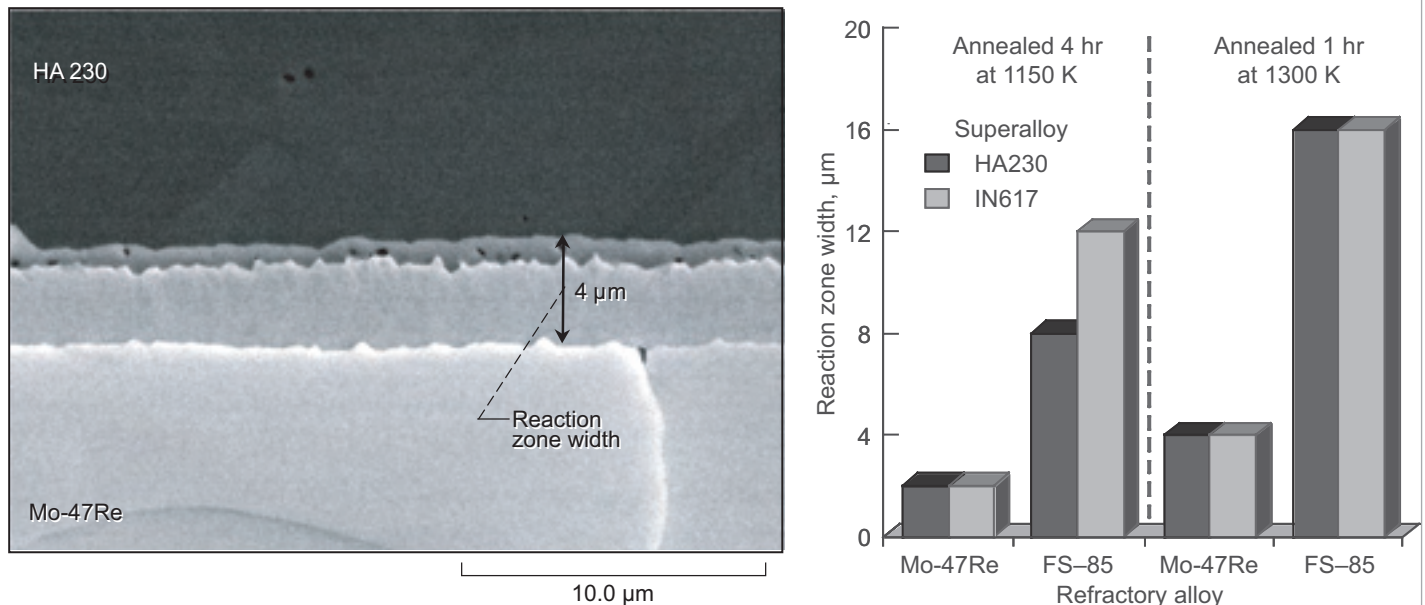 HA 230
4 µm
Reaction
zone width
Mo-47Re
10.0 µm
Reaction zone width, µm
20
16
12
8
4
0
Annealed 4 hr
at 1150 K
Annealed 1 hr
at 1300 K
Superalloy
HA230
IN617
Mo-47Re
FS–85
Mo-47Re
FS–85
Refractory alloy